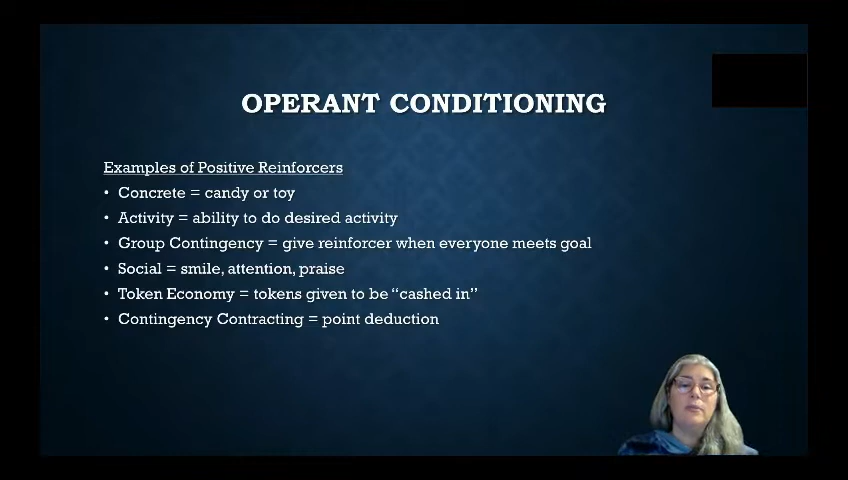 OPERANT CONDITIONING
Examples of Positive Reinforcers
• Concrete = candy or toy
• Activity = ability to do desired activity
• Group Contingency = give reinforcer when everyone meets goal
• Social = smile, attention, praise
• Token Economy = tokens given to be “cashed in”
• Contingency Contracting = point deduction